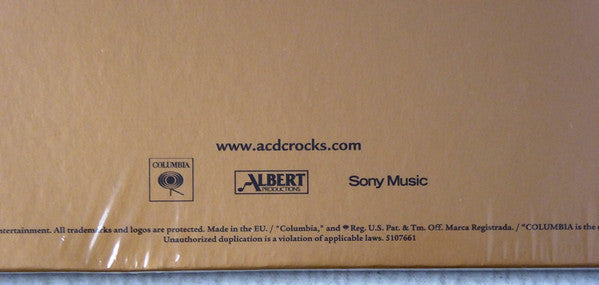 www.acdcrocks.com
COLUMBIA
ALBERT
PRODUCTIONS
Sony Music
ntertainment. All trademarks and logos are protected. Made in the EU. / "Columbia," and Reg. U.S. Pat. & Tm. Off. Marca Registrada. / "COLUMBIA is the
Unauthorized duplication is a violation of applicable laws. 5107661